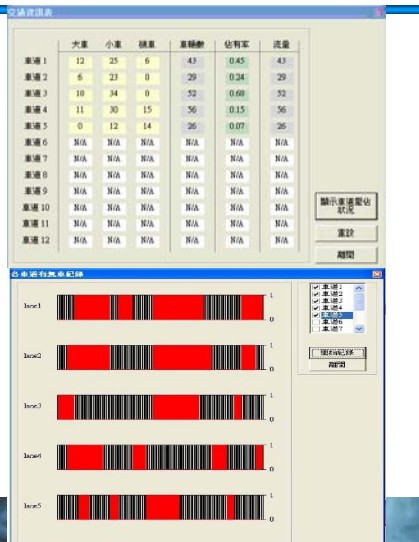 交通資訊表
大車 小車 機車 車輛數 佔有率 流量
車道 1 12 25 6 43 0.45 43
車道 2 6 23 0 29 0.24 29
車道 3 18 34 0 52 0.68 52
車道 4 11 30 15 56 0.15 56
車道 5 0 12 14 26 0.07 26
車道 6 N/A N/A N/A N/A N/A N/A
車道 7 N/A N/A N/A N/A N/A N/A
車道 8 N/A N/A N/A N/A N/A N/A
車道 9 N/A N/A N/A N/A N/A N/A
車道 10 N/A N/A N/A N/A N/A N/A
車道 11 N/A N/A N/A N/A N/A N/A
車道 12 N/A N/A N/A N/A N/A N/A
顯示車道壓佔
狀況
重設
離開
各車道有無車紀錄
lane1 1
0
lane2 1
0
lane3 1
0
lane4 1
0
lane5 1
0
車道1
車道2
車道3
車道4
車道5
車道6
車道7
開始紀錄
離開